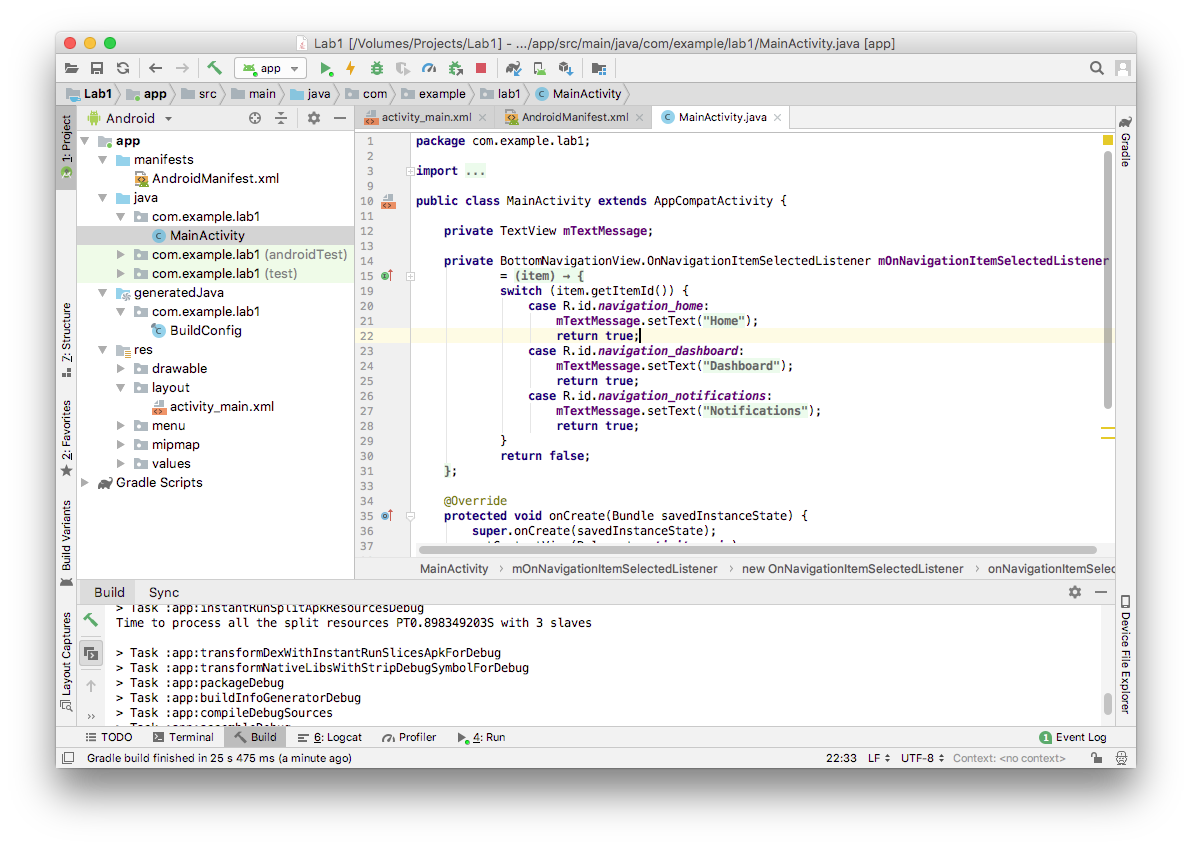 Lab1 [/Volumes/Projects/Lab1] - .../app/src/main/java/com/example/lab1/MainActivity.java [app]
app
Lab1 app src main java com example lab1 MainActivity
1: Project
Z: Structure
2: Favorites
Build Variants
Layout Captures
Android
app
manifests
AndroidManifest.xml
java
com.example.lab1
MainActivity
com.example.lab1 (androidTest)
com.example.lab1 (test)
generatedJava
com.example.lab1
BuildConfig
res
drawable
layout
activity_main.xml
menu
mipmap
values
Gradle Scripts
activity_main.xml AndroidManifest.xml MainActivity.java
1 package com.example.lab1;
2
3 import ...
9
10 public class MainActivity extends AppCompatActivity {
11
12 private TextView mTextMessage;
13
14 private BottomNavigationView.OnNavigationItemSelectedListener mOnNavigationItemSelectedListener
15 = (item) → {
19 switch (item.getItemId()) {
20 case R.id.navigation_home:
21 mTextMessage.setText("Home");
22 return true;
23 case R.id.navigation_dashboard:
24 mTextMessage.setText("Dashboard");
25 return true;
26 case R.id.navigation_notifications:
27 mTextMessage.setText("Notifications");
28 return true;
29 }
30 return false;
31 };
33
34 @Override
35 protected void onCreate(Bundle savedInstanceState) {
36 super.onCreate(savedInstanceState);
37
MainActivity › mOnNavigationItemSelectedListener › new OnNavigationItemSelectedListener › onNavigationItemSelec
Gradle
Device File Explorer
Build Sync
> Task :app:instantRunSplitApkResourcesDebug
Time to process all the split resources PT0.898349203S with 3 slaves
> Task :app:transformDexWithInstantRunSlicesApkForDebug
> Task :app:transformNativeLibsWithStripDebugSymbolForDebug
> Task :app:packageDebug
> Task :app:buildInfoGeneratorDebug
> Task :app:compileDebugSources
TODO Terminal Build 6: Logcat Profiler 4: Run 1 Event Log
Gradle build finished in 25 s 475 ms (a minute ago) 22:33 LF UTF-8 Context: <no context>